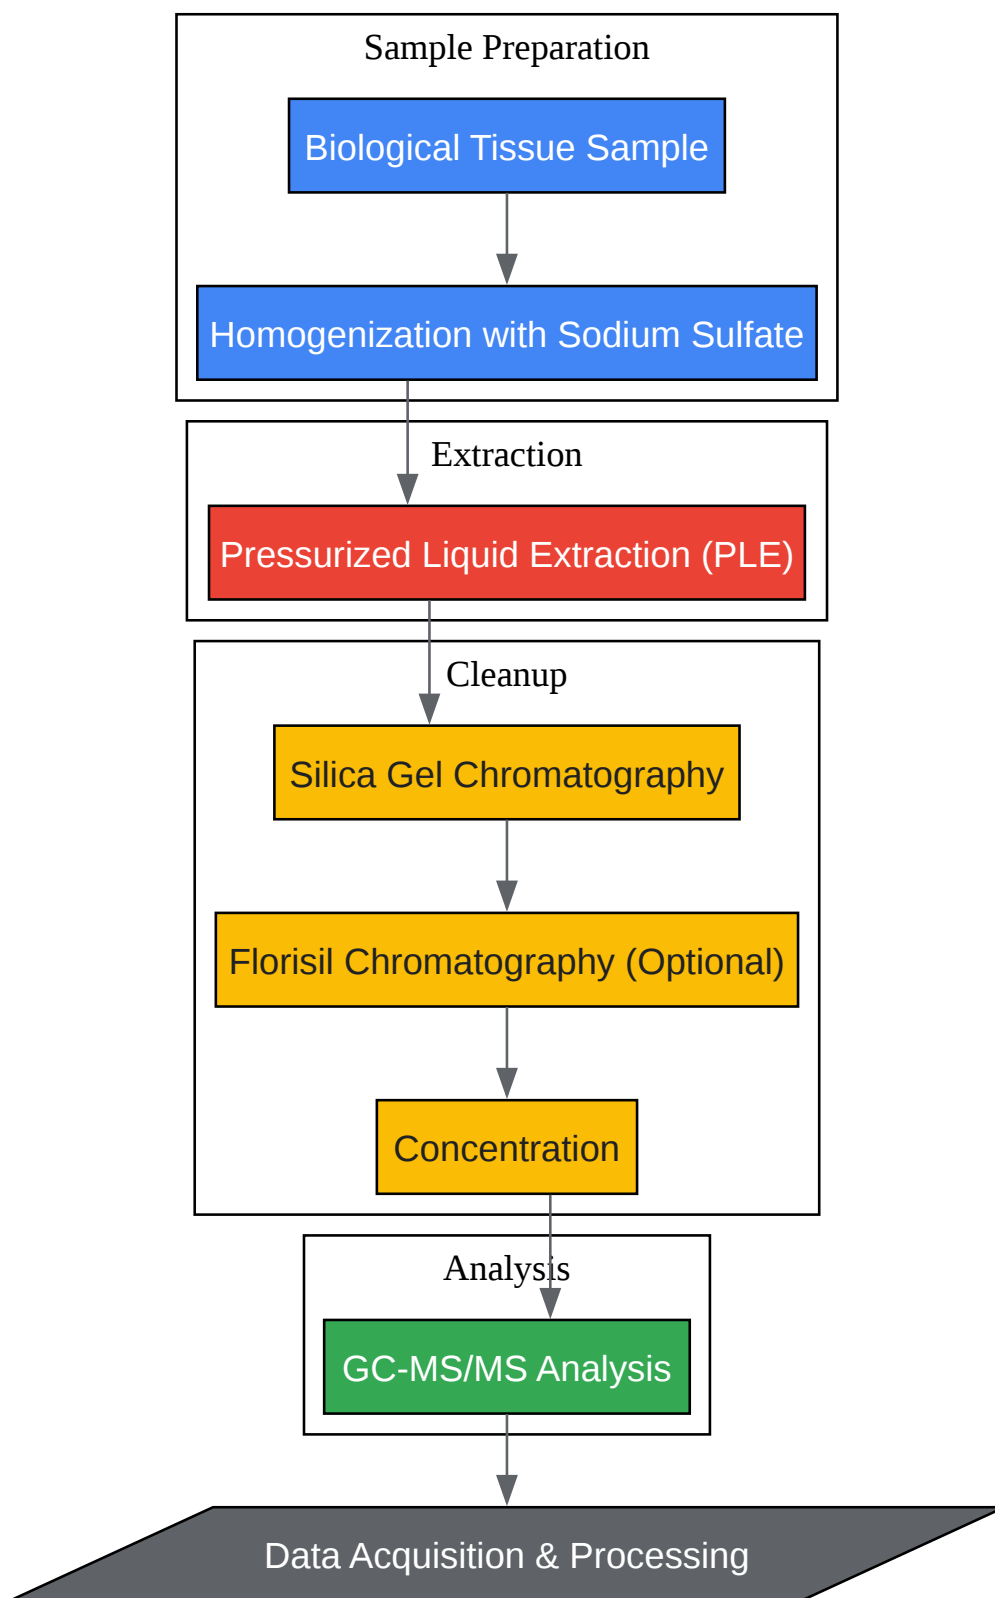 Sample Preparation
Biological Tissue Sample
Homogenization with Sodium Sulfate
Extraction
Pressurized Liquid Extraction (PLE)
Cleanup
Silica Gel Chromatography
Florisil Chromatography (Optional)
Concentration
Analysis
GC-MS/MS Analysis
Data Acquisition & Processing